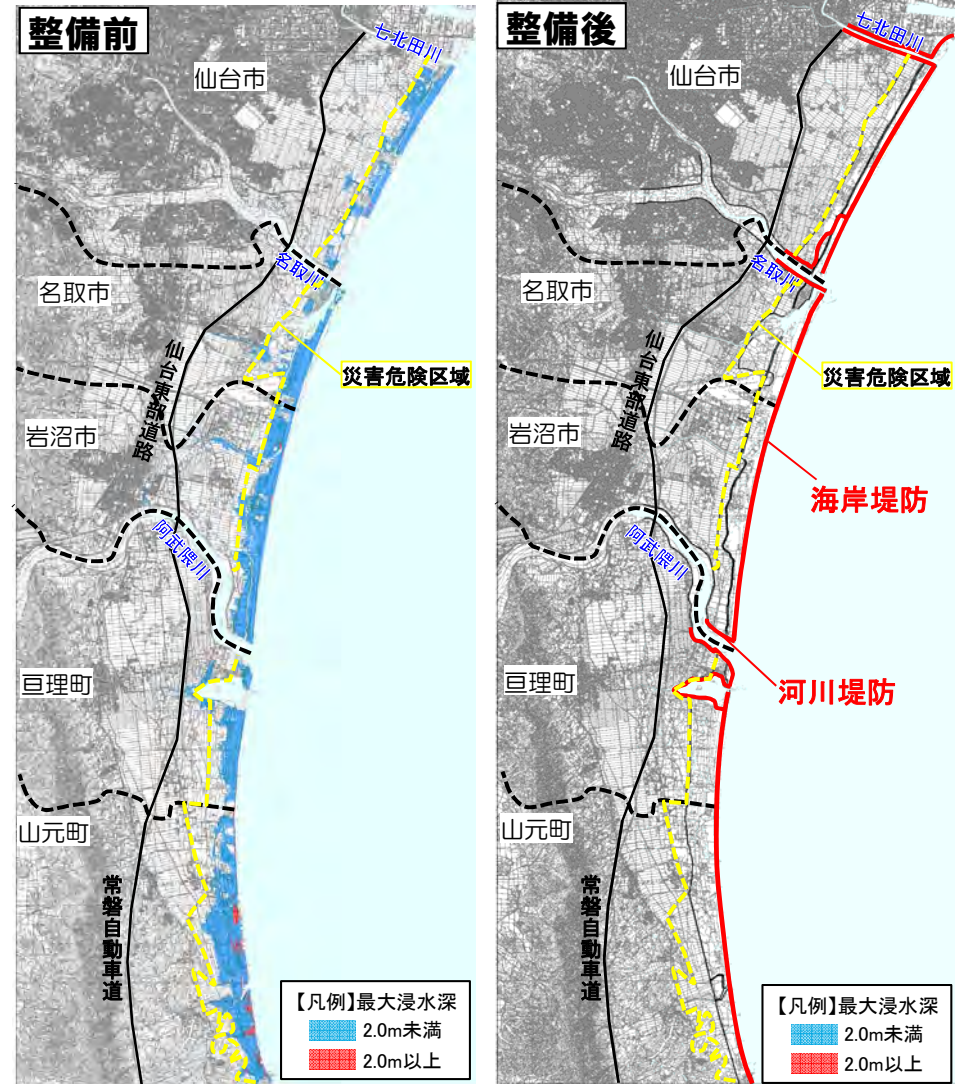 整備前
七北田川
仙台市
名取川
名取市
仙台東部道路
災害危険区域
岩沼市
阿武隈川
亘理町
山元町
常磐自動車道
【凡例】最大浸水深
2.0m未満
2.0m以上
整備後
七北田川
仙台市
名取川
名取市
仙台東部道路
災害危険区域
岩沼市
海岸堤防
阿武隈川
亘理町
河川堤防
山元町
常磐自動車道
【凡例】最大浸水深
2.0m未満
2.0m以上